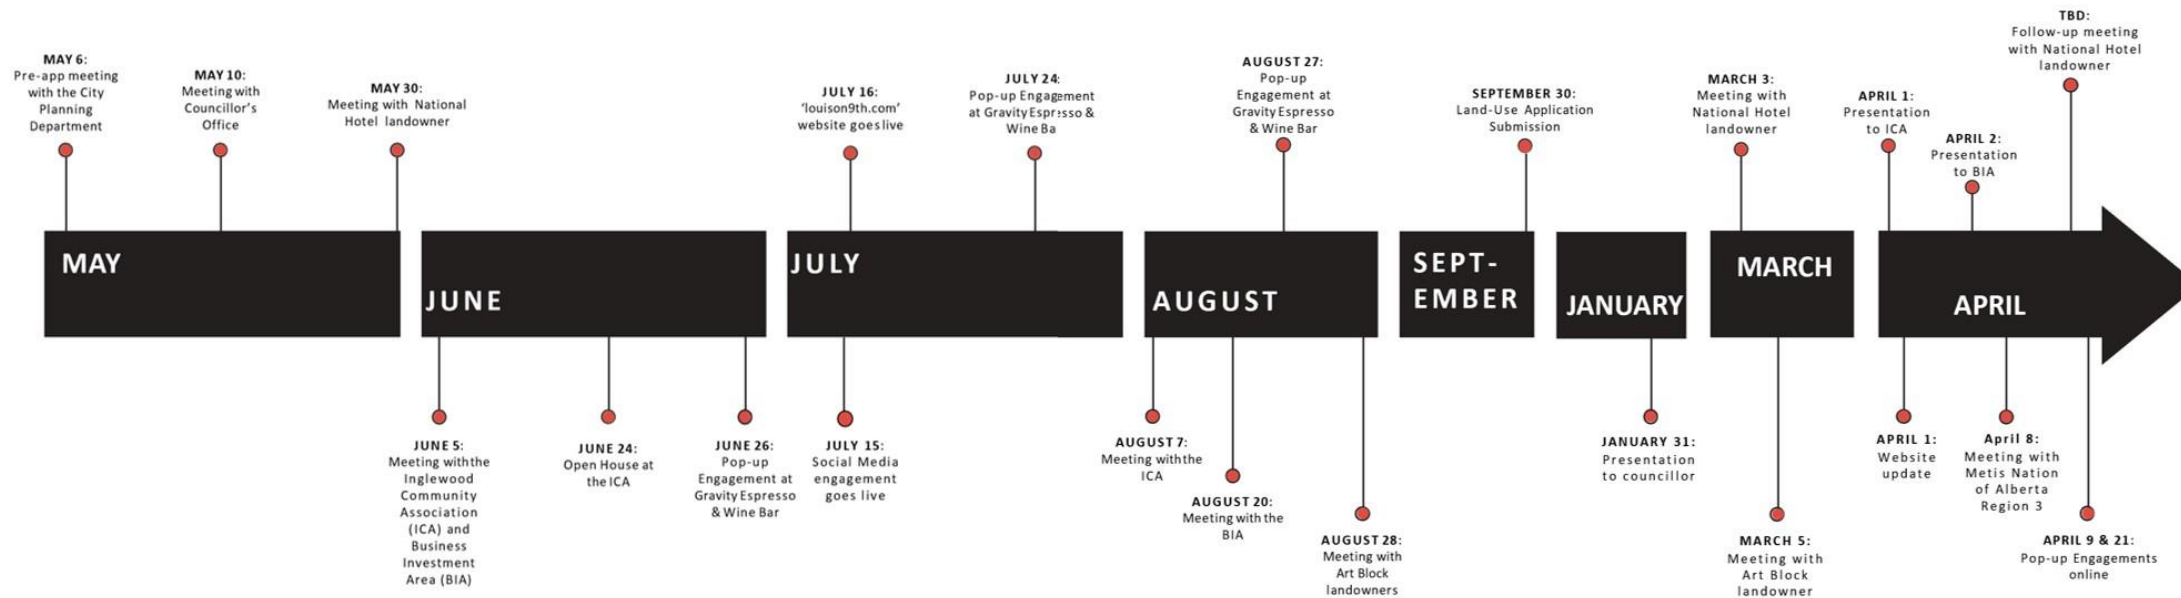 MAY 6:
Pre-app meeting
with the City
Planning
Department
MAY 10:
Meeting with
Councillor's
Office
MAY 30:
Meeting with National
Hotel landowner
JULY 16:
'louison9th.com'
website goes live
JULY 24:
Pop-up Engagement
at Gravity Espresso &
Wine Ba
AUGUST 27:
Pop-up
Engagement at
Gravity Espresso
& Wine Bar
SEPTEMBER 30:
Land-Use Application
Submission
MARCH 3:
Meeting with
National Hotel
landowner
APRIL 1:
Presentation
to ICA
APRIL 2:
Presentation
to BIA
TBD:
Follow-up meeting
with National Hotel
landowner
MAY
JUNE
JULY
AUGUST
SEPT-
EMBER
JANUARY
MARCH
APRIL
JUNE 5:
Meeting with the
Inglewood
Community
Association
(ICA) and
Business
Investment
Area (BIA)
JUNE 24:
Open House at
the ICA
JUNE 26:
Pop-up
Engagement at
Gravity Espresso
& Wine Bar
JULY 15:
Social Media
engagement
goes live
AUGUST 7:
Meeting with the
ICA
AUGUST 20:
Meeting with the
BIA
AUGUST 28:
Meeting with
Art Block
landowners
JANUARY 31:
Presentation
to councillor
MARCH 5:
Meeting with
Art Block
landowner
APRIL 1:
Website
update
April 8:
Meeting with
Metis Nation
of Alberta
Region 3
APRIL 9 & 21:
Pop-up Engagements
online